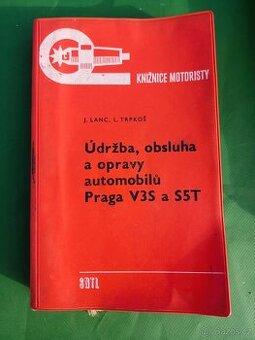 KNIŽNICE MOTORISTY
J. LANC, L. TRPKOŠ
Údržba, obsluha
a opravy
automobilů
Praga V3S a S5T
SNTL